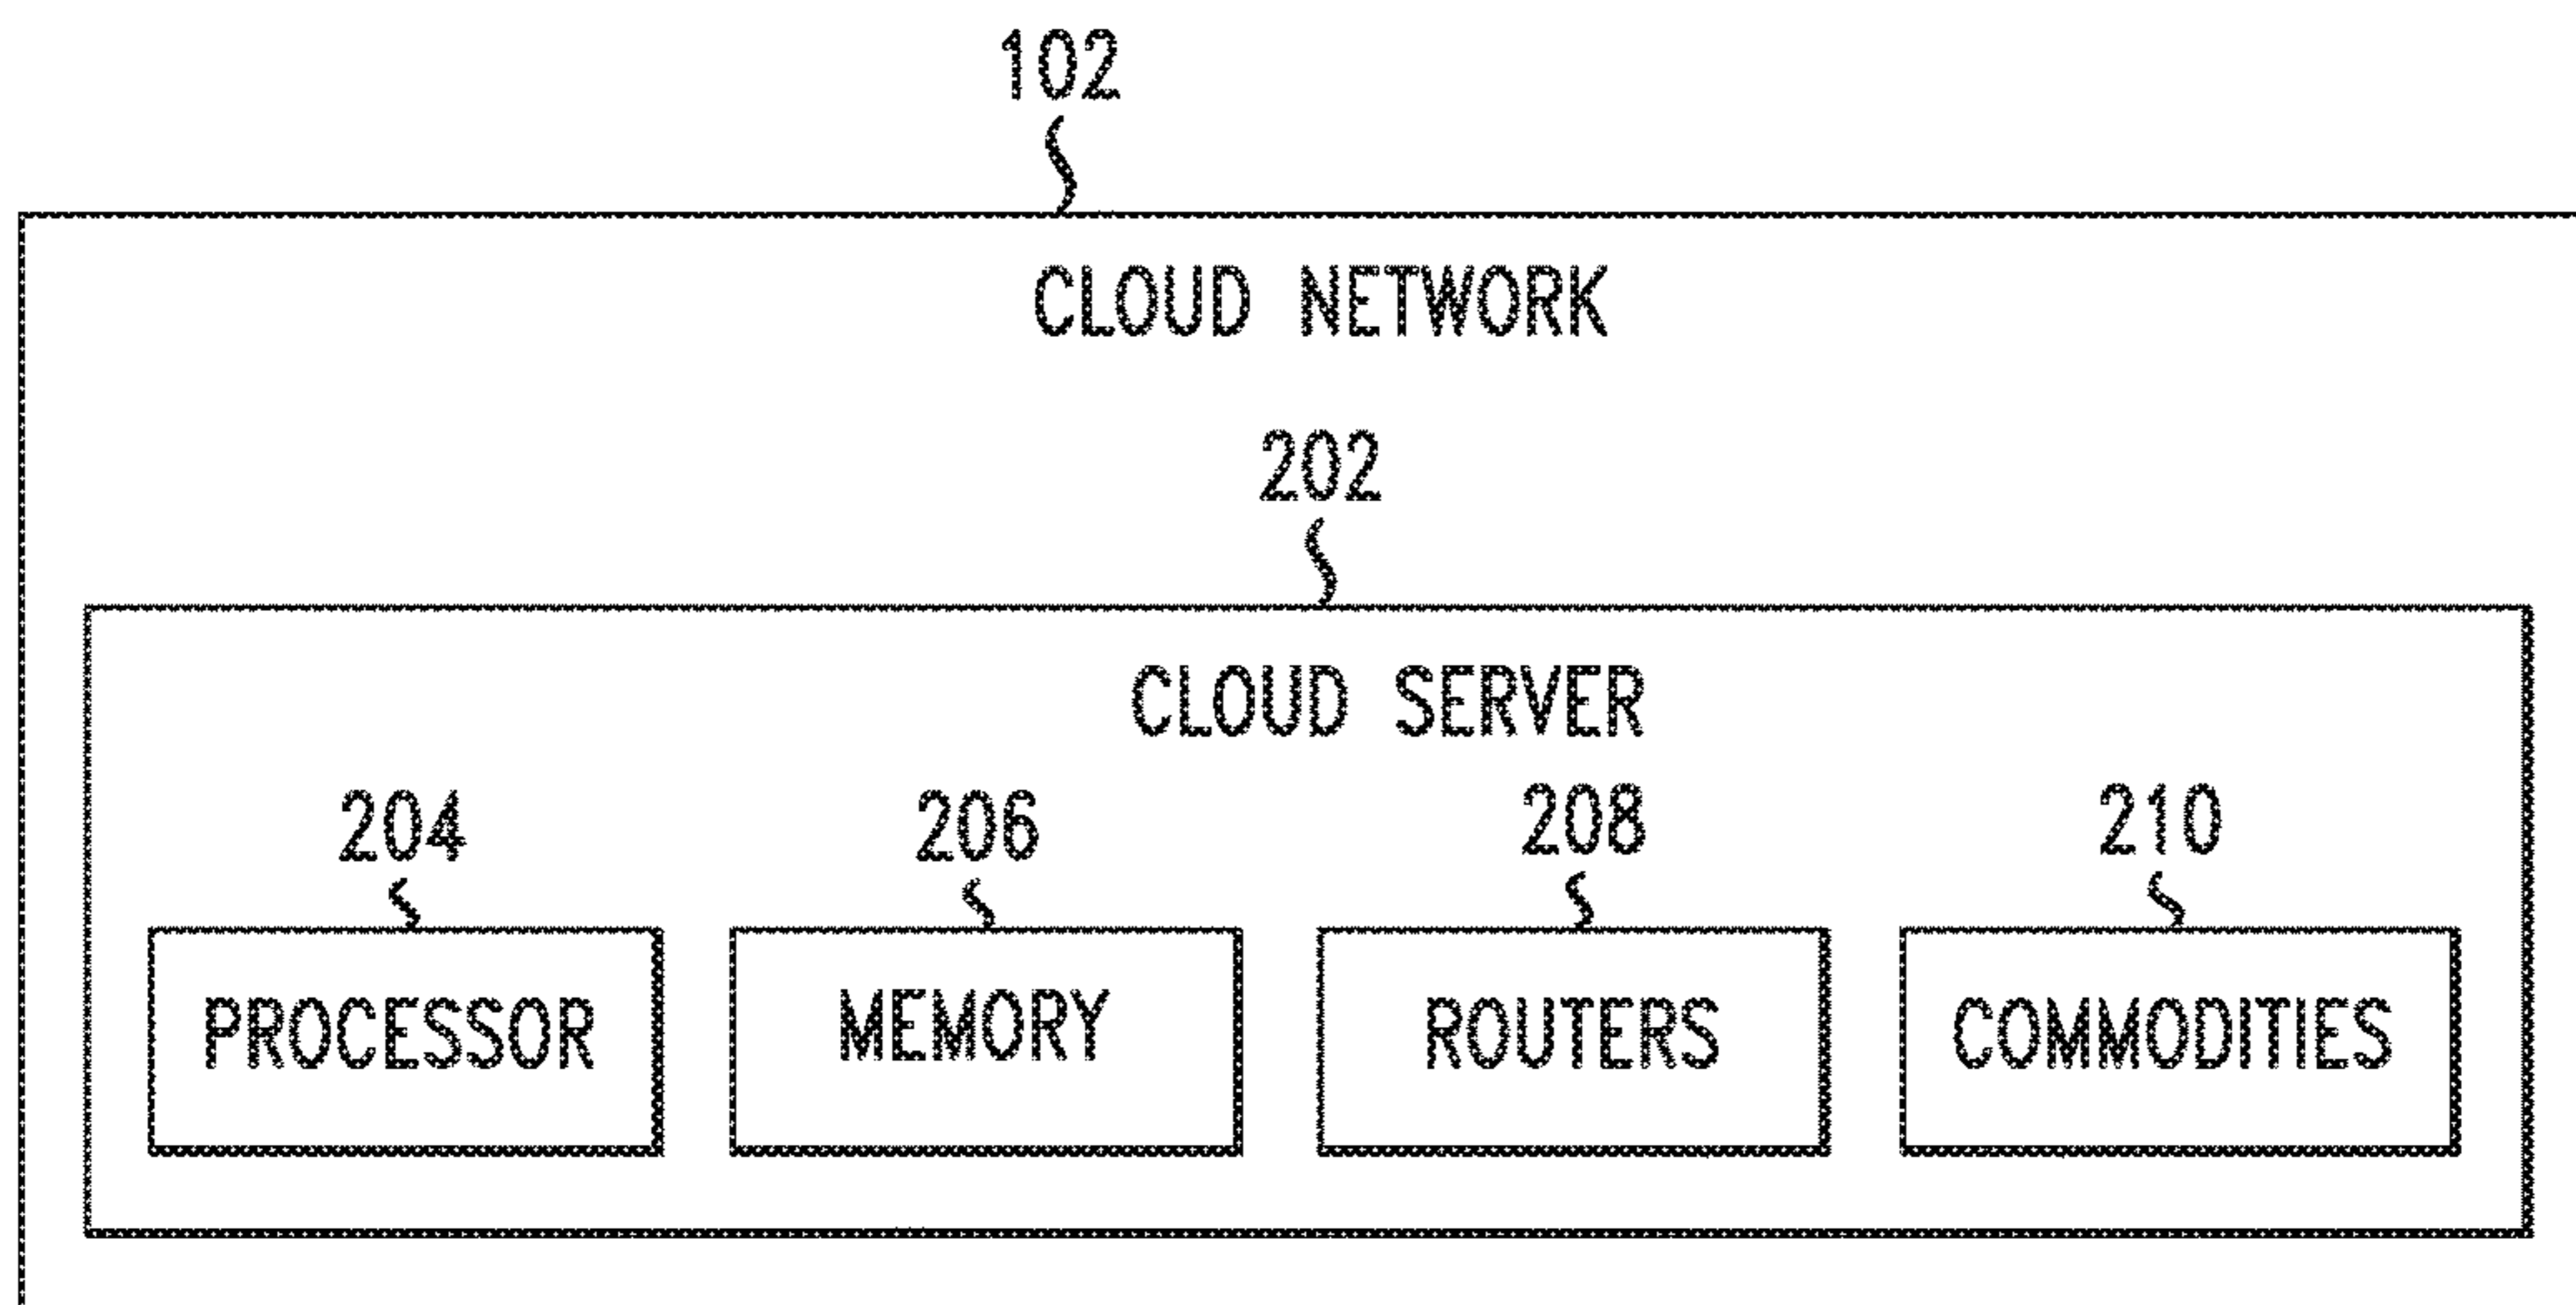 102
CLOUD NETWORK
202
CLOUD SERVER
204 206 208 210
PROCESSOR MEMORY ROUTERS COMMODITIES